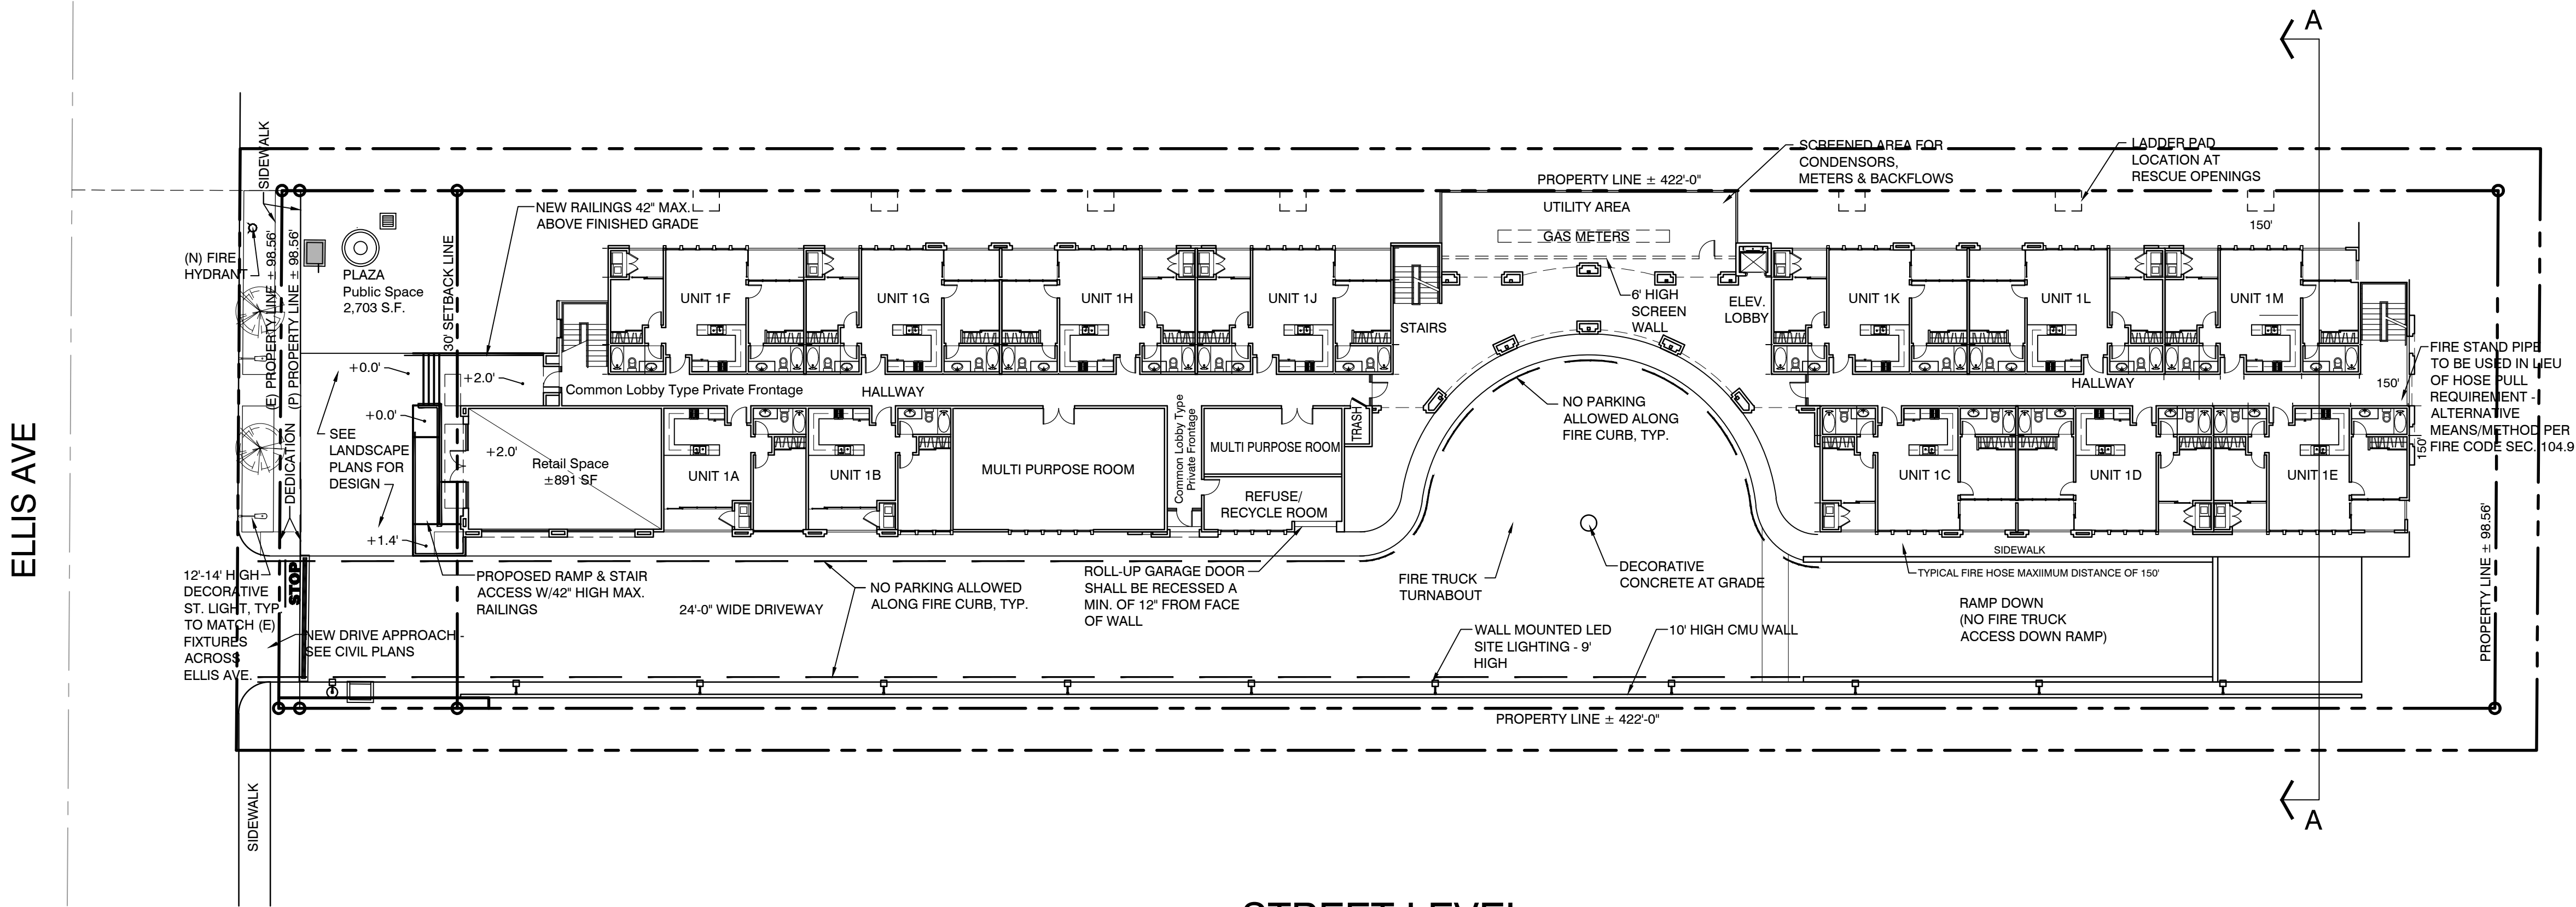 A
ELLIS AVE
SIDEWALK
(N) FIRE
HYDRANT
(E) PROPERTY LINE ± 98.56'
(P) PROPERTY LINE ± 98.56'
DEDICATION
PLAZA
Public Space
2,703 S.F.
30' SETBACK LINE
NEW RAILINGS 42" MAX.
ABOVE FINISHED GRADE
+0.0'
+2.0'
+0.0'
+2.0'
+1.4'
SEE
LANDSCAPE
PLANS FOR
DESIGN
Common Lobby Type Private Frontage
HALLWAY
UNIT 1F
UNIT 1G
UNIT 1H
UNIT 1J
STAIRS
PROPERTY LINE ± 422'-0"
UTILITY AREA
GAS METERS
SCREENED AREA FOR
CONDENSORS,
METERS & BACKFLOWS
LADDER PAD
LOCATION AT
RESCUE OPENINGS
6' HIGH
SCREEN
WALL
ELEV.
LOBBY
UNIT 1K
UNIT 1L
UNIT 1M
150'
HALLWAY
150'
150'
FIRE STAND PIPE
TO BE USED IN LIEU
OF HOSE PULL
REQUIREMENT -
ALTERNATIVE
MEANS/METHOD PER
FIRE CODE SEC. 104.9
Retail Space
±891 SF
UNIT 1A
UNIT 1B
MULTI PURPOSE ROOM
Common Lobby Type
Private Frontage
MULTI PURPOSE ROOM
TRASH
REFUSE/
RECYCLE ROOM
NO PARKING
ALLOWED ALONG
FIRE CURB, TYP.
UNIT 1C
UNIT 1D
UNIT 1E
SIDEWALK
TYPICAL FIRE HOSE MAXIIMUM DISTANCE OF 150'
PROPERTY LINE ± 98.56'
12'-14' HIGH
DECORATIVE
ST. LIGHT, TYP.
TO MATCH (E)
FIXTURES
ACROSS
ELLIS AVE.
STOP
NEW DRIVE APPROACH -
SEE CIVIL PLANS
PROPOSED RAMP & STAIR
ACCESS W/42" HIGH MAX.
RAILINGS
24'-0" WIDE DRIVEWAY
NO PARKING ALLOWED
ALONG FIRE CURB, TYP.
ROLL-UP GARAGE DOOR
SHALL BE RECESSED A
MIN. OF 12" FROM FACE
OF WALL
FIRE TRUCK
TURNABOUT
DECORATIVE
CONCRETE AT GRADE
WALL MOUNTED LED
SITE LIGHTING - 9'
HIGH
10' HIGH CMU WALL
RAMP DOWN
(NO FIRE TRUCK
ACCESS DOWN RAMP)
PROPERTY LINE ± 422'-0"
SIDEWALK
A
STREET LEVEL